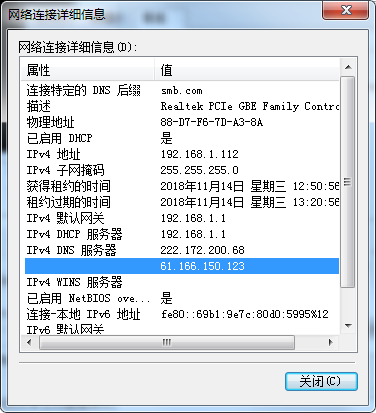 网络连接详细信息
网络连接详细信息(D):
属性 值
连接特定的 DNS 后缀 smb.com
描述 Realtek PCIe GBE Family Contro
物理地址 88-D7-F6-7D-A3-8A
已启用 DHCP 是
IPv4 地址 192.168.1.112
IPv4 子网掩码 255.255.255.0
获得租约的时间 2018年11月14日 星期三 12:50:56
租约过期的时间 2018年11月14日 星期三 13:20:56
IPv4 默认网关 192.168.1.1
IPv4 DHCP 服务器 192.168.1.1
IPv4 DNS 服务器 222.172.200.68
61.166.150.123
IPv4 WINS 服务器
已启用 NetBIOS ove... 是
连接-本地 IPv6 地址 fe80::69b1:9e7c:80d0:5995%12
IPv6 默认网关
关闭(C)